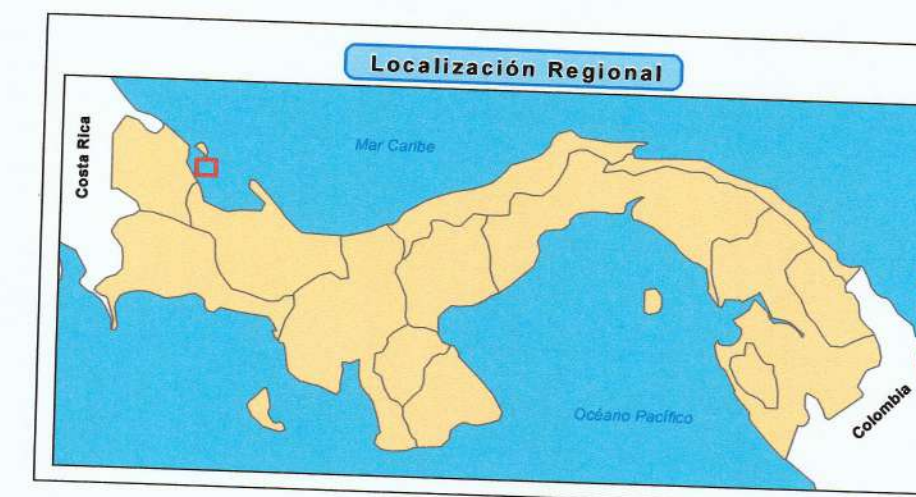 Localización Regional
Costa Rica
Mar Caribe
Océano Pacífico
Colombia